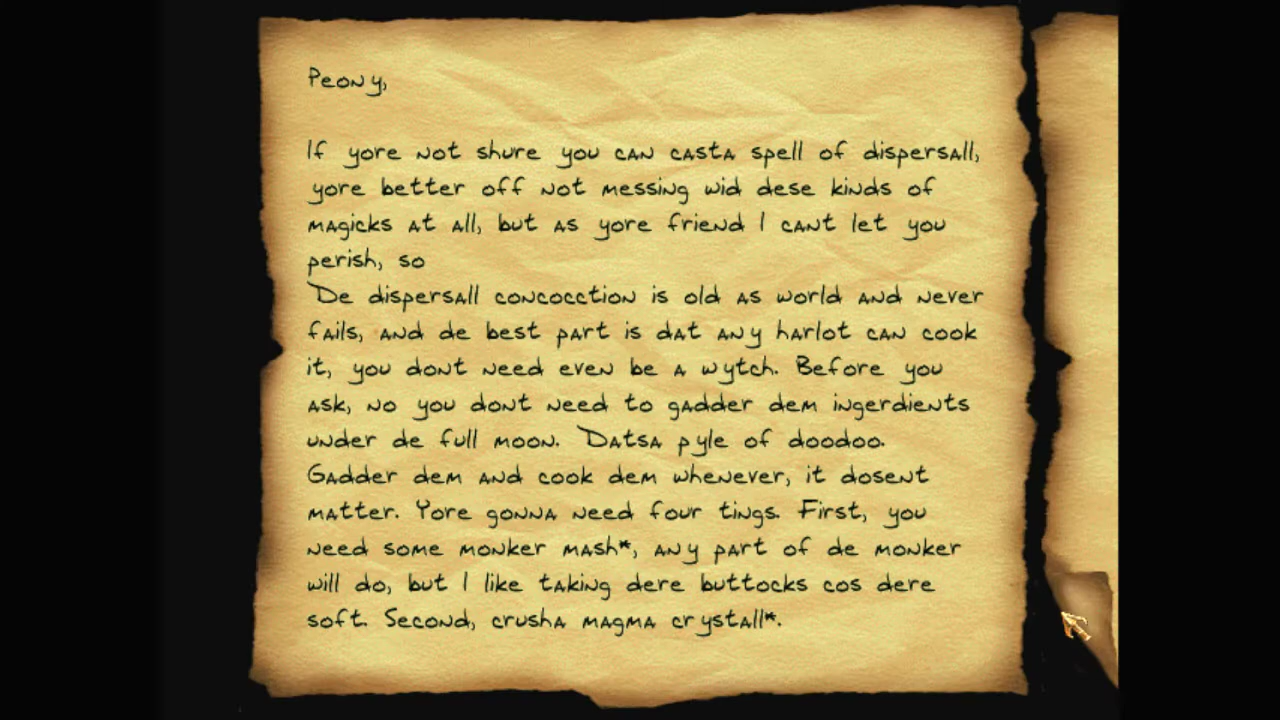 Peony,
If yore not shure you can casta spell of dispersall,
yore better off not messing wid dese kinds of
magicks at all, but as yore friend I cant let you
perish, so
De dispersall concocction is old as world and never
fails, and de best part is dat any harlot can cook
it, you dont need even be a wytch. Before you
ask, no you dont need to gadder dem ingerdients
under de full moon. Datsa pyle of doodoo.
Gadder dem and cook dem whenever, it dosent
matter. Yore gonna need four tings. First, you
need some monker mash*, any part of de monker
will do, but I like taking dere buttocks cos dere
soft. Second, crusha magma crystall*.